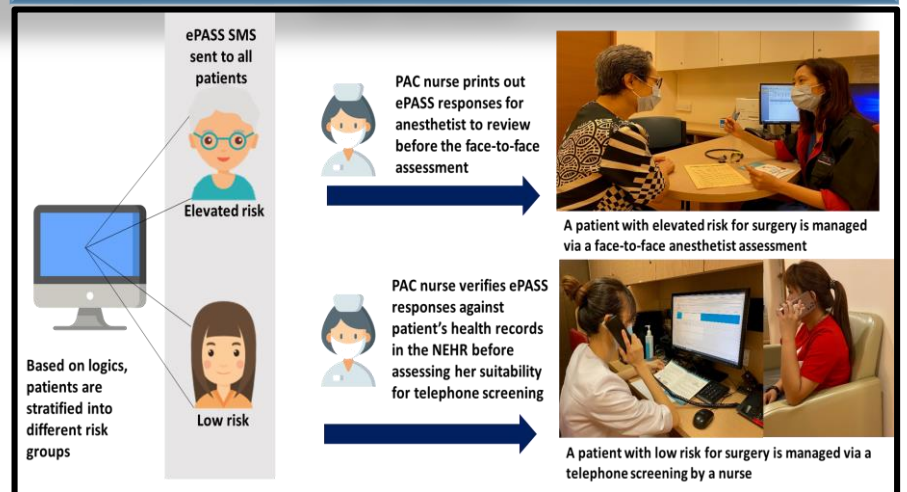 ePASS SMS
sent to all
patients
Elevated risk
PAC nurse prints out
ePASS responses for
anesthetist to review
before the face-to-face
assessment
A patient with elevated risk for surgery is managed
via a face-to-face anesthetist assessment
Based on logics,
patients are
stratified into
different risk
groups
Low risk
PAC nurse verifies ePASS
responses against
patient's health records
in the NEHR before
assessing her suitability
for telephone screening
A patient with low risk for surgery is managed via a
telephone screening by a nurse